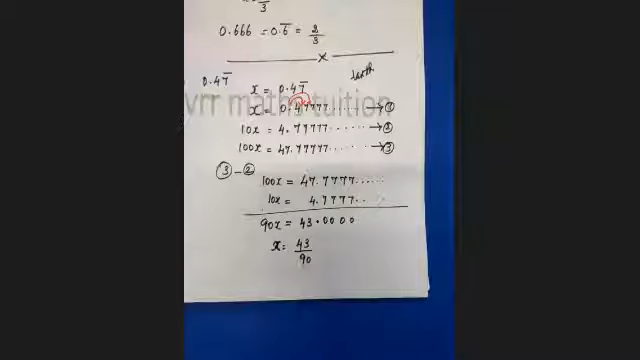 0.666 = 0.6̅ = 2/3
x
0.47̅
x = 0.47̅
vrr maths tuition
x = 0.47777..... → ①
10x = 4.77777...... → ②
100x = 47.77777...... → ③
③ - ②
100x = 47.7777......
10x = 4.7777...
90x = 43.0000
x = 43/90